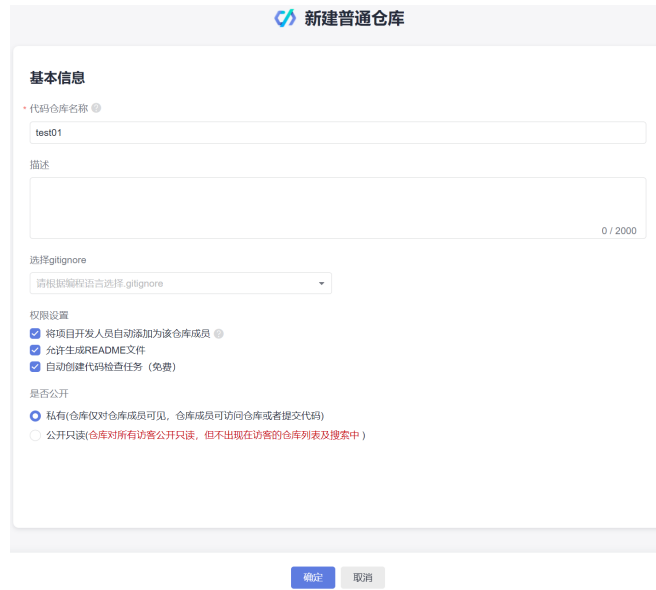 新建普通仓库
基本信息
* 代码仓库名称 ?
test01
描述
0 / 2000
选择gitignore
请根据编程语言选择.gitignore
权限设置
将项目开发人员自动添加为该仓库成员 ?
允许生成README文件
自动创建代码检查任务（免费）
是否公开
私有(仓库仅对仓库成员可见，仓库成员可访问仓库或者提交代码)
公开只读(仓库对所有访客公开只读，但不出现在访客的仓库列表及搜索中 )
确定 取消